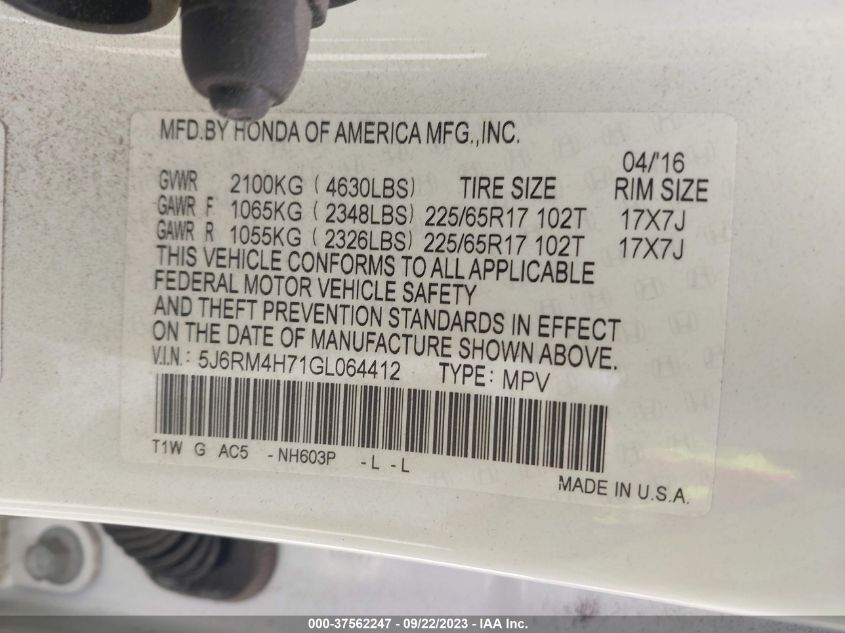 MFD.BY HONDA OF AMERICA MFG.,INC.
04/'16
GVWR 2100KG (4630LBS) TIRE SIZE RIM SIZE
GAWR F 1065KG (2348LBS) 225/65R17 102T 17X7J
GAWR R 1055KG (2326LBS) 225/65R17 102T 17X7J
THIS VEHICLE CONFORMS TO ALL APPLICABLE
FEDERAL MOTOR VEHICLE SAFETY
AND THEFT PREVENTION STANDARDS IN EFFECT
ON THE DATE OF MANUFACTURE SHOWN ABOVE.
V.I.N.: 5J6RM4H71GL064412 TYPE: MPV
T1W G AC5 -NH603P -L -L
MADE IN U.S.A.
000-37562247 - 09/22/2023 - IAA Inc.